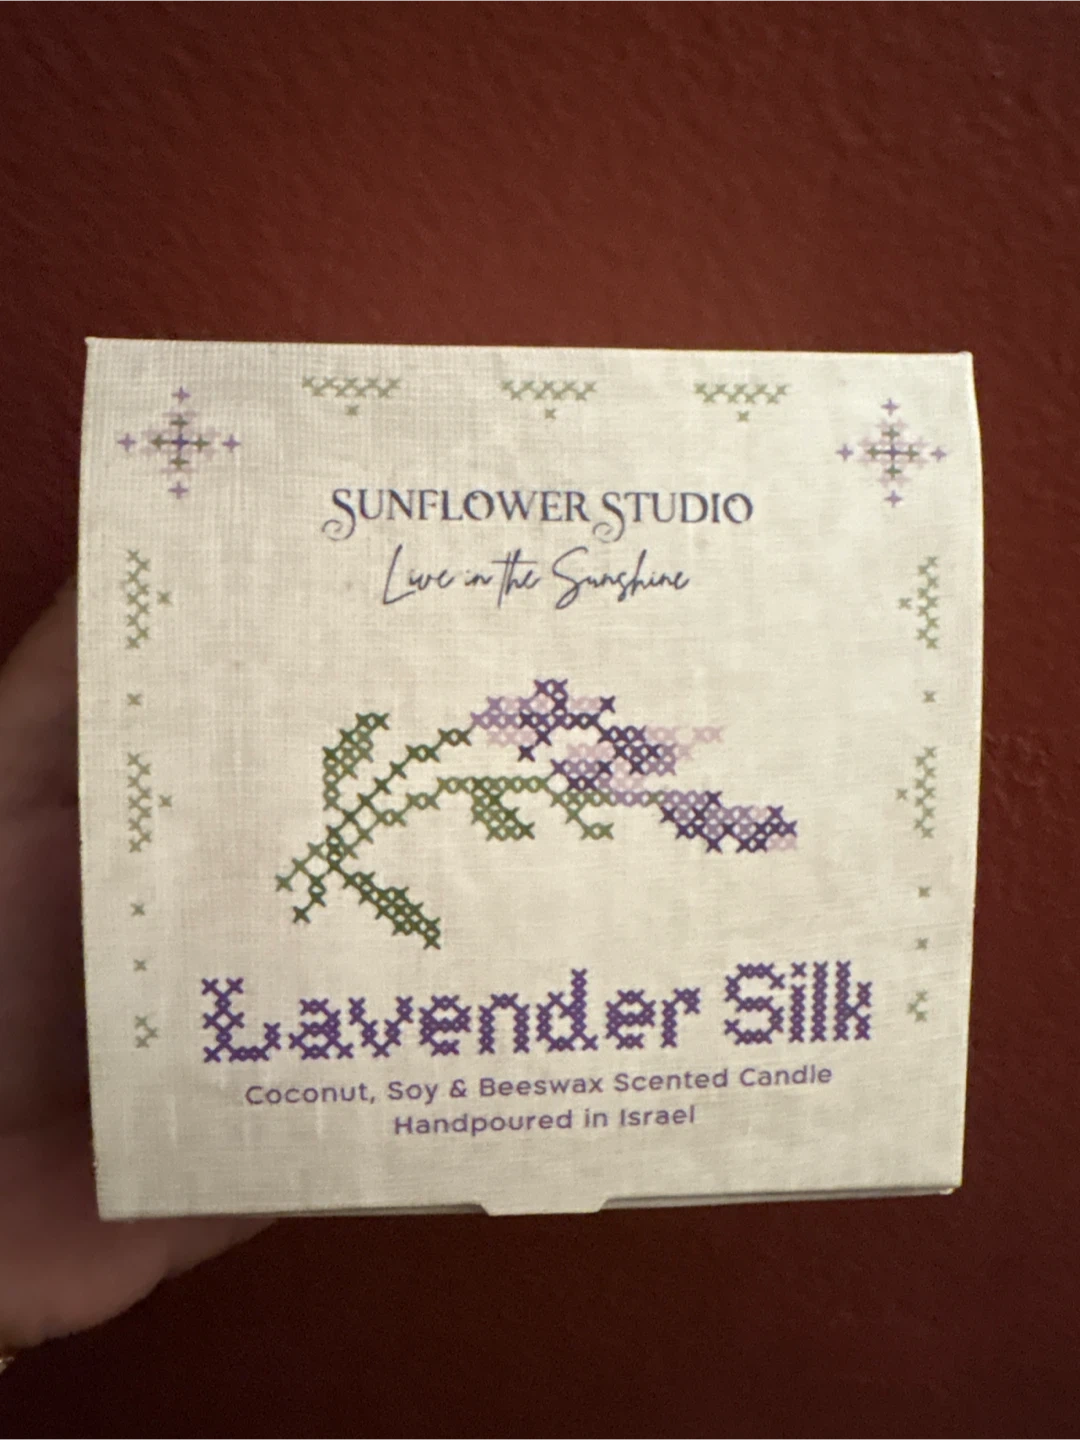 SUNFLOWER STUDIO
Live in the Sunshine
Lavender Silk
Coconut, Soy & Beeswax Scented Candle
Handpoured in Israel